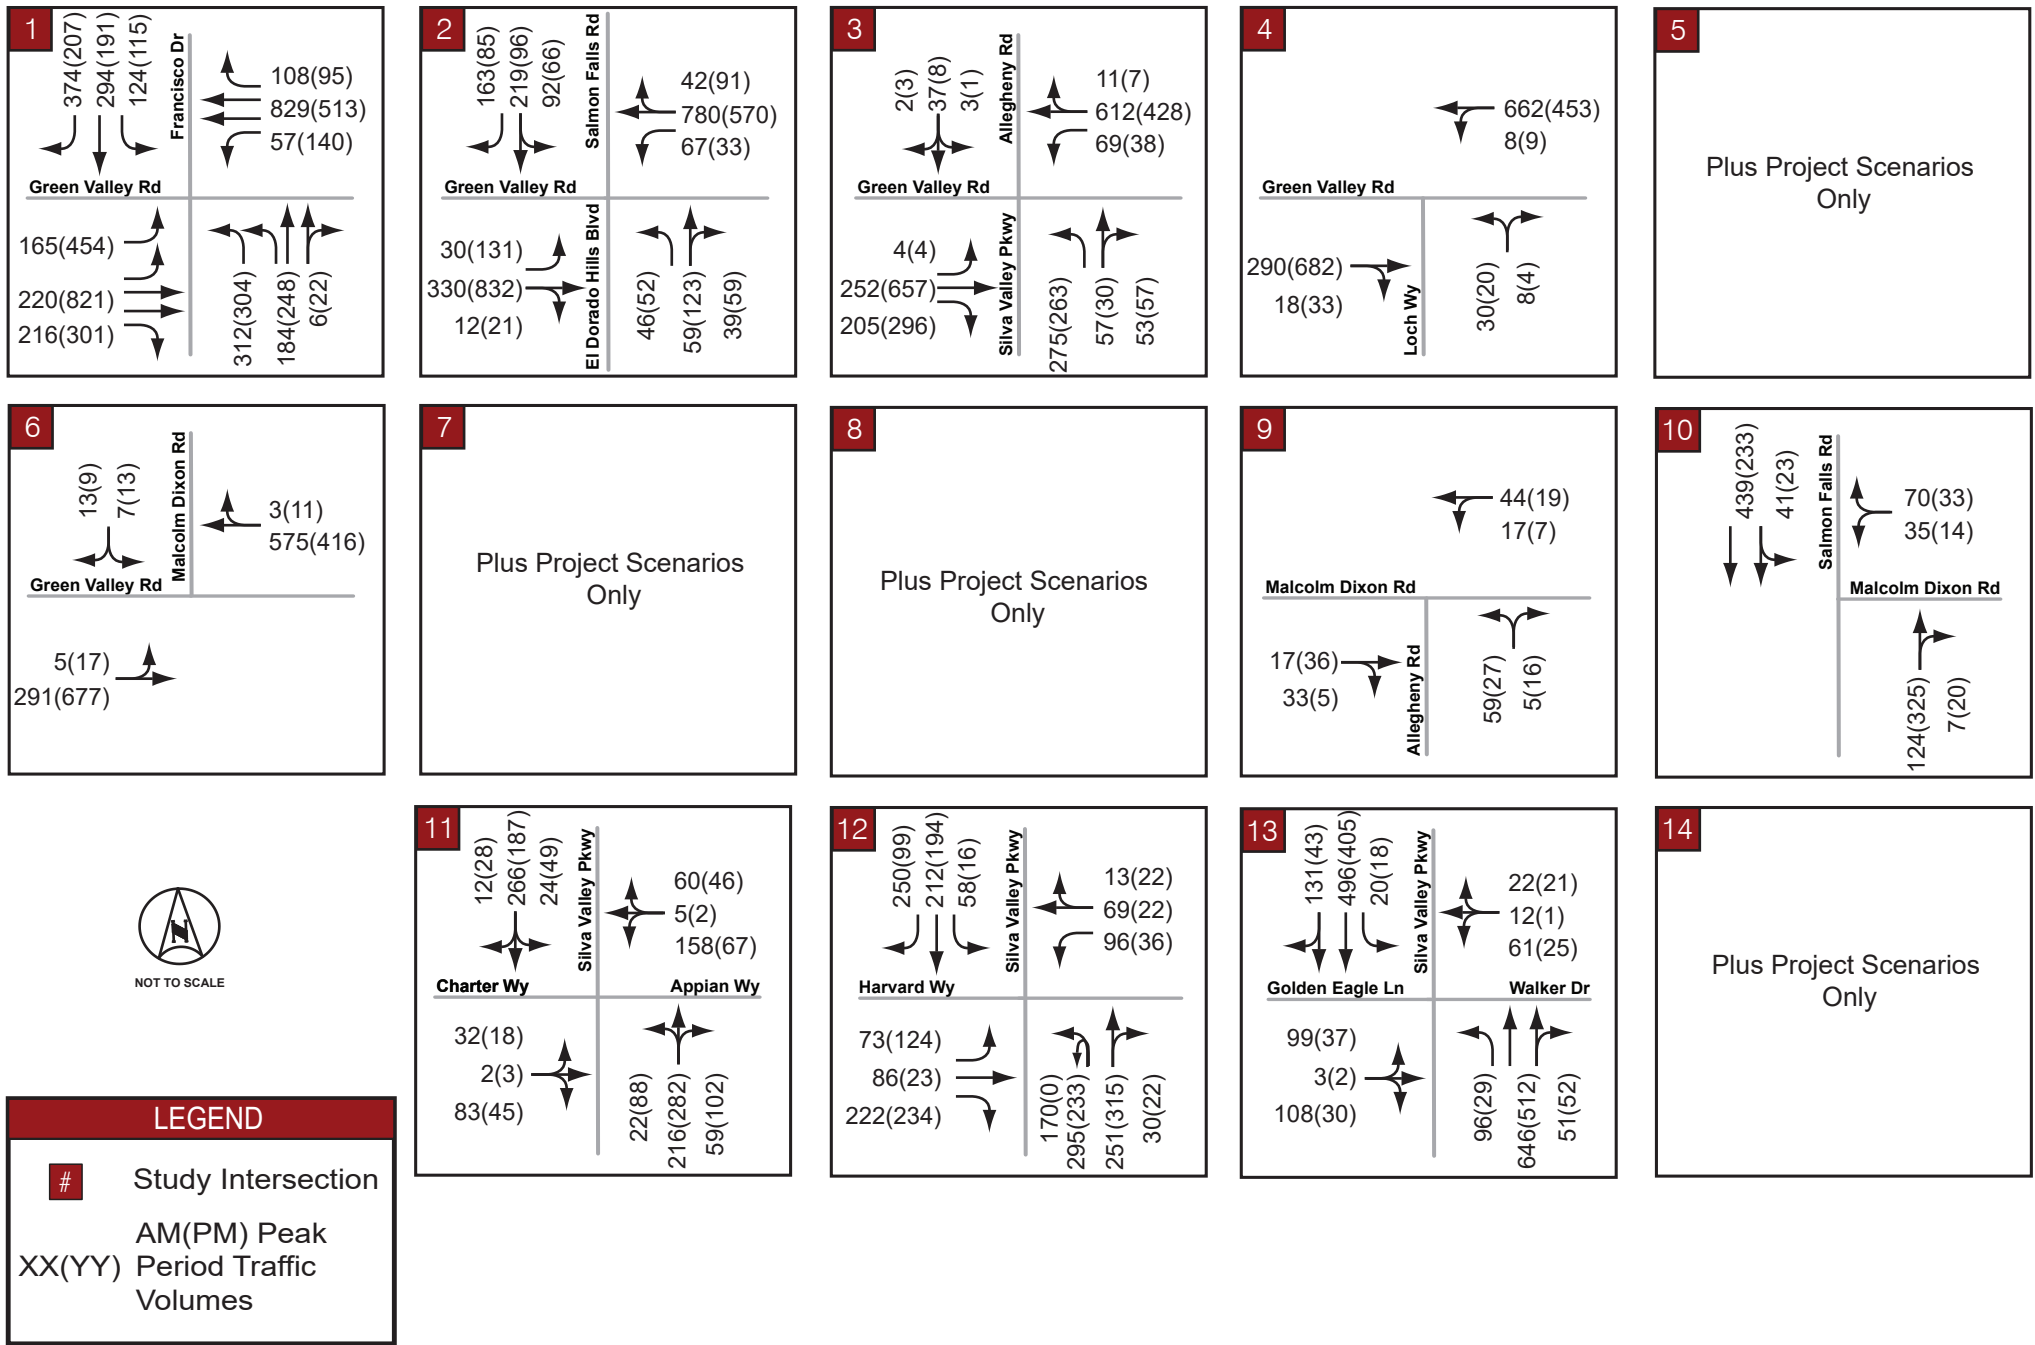 1
374(207)
294(191)
124(115)
Francisco Dr
108(95)
829(513)
57(140)
Green Valley Rd
165(454)
220(821)
216(301)
312(304)
184(248)
6(22)
2
163(85)
219(96)
92(66)
Salmon Falls Rd
42(91)
780(570)
67(33)
Green Valley Rd
30(131)
330(832)
12(21)
El Dorado Hills Blvd
46(52)
59(123)
39(59)
3
2(3)
37(8)
3(1)
Allegheny Rd
11(7)
612(428)
69(38)
Green Valley Rd
4(4)
252(657)
205(296)
Silva Valley Pkwy
275(263)
57(30)
53(57)
4
662(453)
8(9)
Green Valley Rd
290(682)
18(33)
Loch Wy
30(20)
8(4)
5
Plus Project Scenarios
Only
6
13(9)
7(13)
Malcolm Dixon Rd
3(11)
575(416)
Green Valley Rd
5(17)
291(677)
7
Plus Project Scenarios
Only
8
Plus Project Scenarios
Only
9
44(19)
17(7)
Malcolm Dixon Rd
17(36)
33(5)
Allegheny Rd
59(27)
5(16)
10
439(233)
41(23)
Salmon Falls Rd
70(33)
35(14)
Malcolm Dixon Rd
124(325)
7(20)
N
NOT TO SCALE
11
12(28)
266(187)
24(49)
Silva Valley Pkwy
60(46)
5(2)
158(67)
Charter Wy
Appian Wy
32(18)
2(3)
83(45)
22(88)
216(282)
59(102)
12
250(99)
212(194)
58(16)
Silva Valley Pkwy
13(22)
69(22)
96(36)
Harvard Wy
73(124)
86(23)
222(234)
170(0)
295(233)
251(315)
30(22)
13
131(43)
496(405)
20(18)
Silva Valley Pkwy
22(21)
12(1)
61(25)
Golden Eagle Ln
Walker Dr
99(37)
3(2)
108(30)
96(29)
646(512)
51(52)
14
Plus Project Scenarios
Only
LEGEND
# Study Intersection
AM(PM) Peak
XX(YY) Period Traffic
Volumes